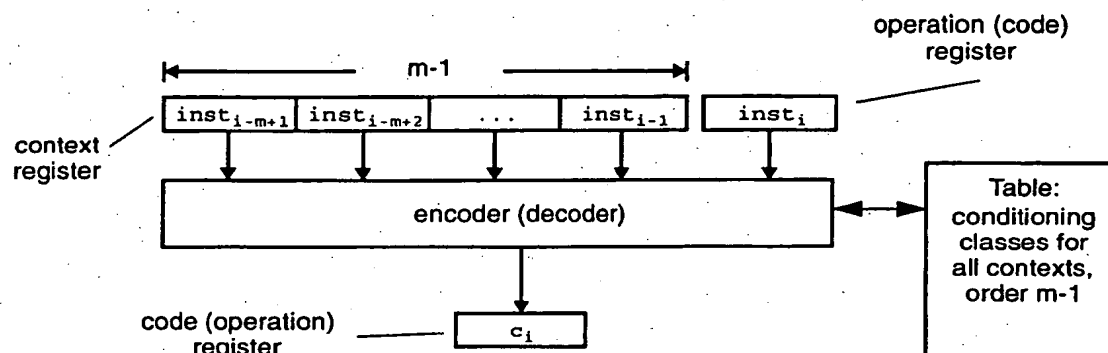 operation (code)
register
m-1
inst_{i-m+1} inst_{i-m+2} ... inst_{i-1} inst_i
context
register
encoder (decoder)
Table:
conditioning
classes for
all contexts,
order m-1
code (operation)
register
c_i